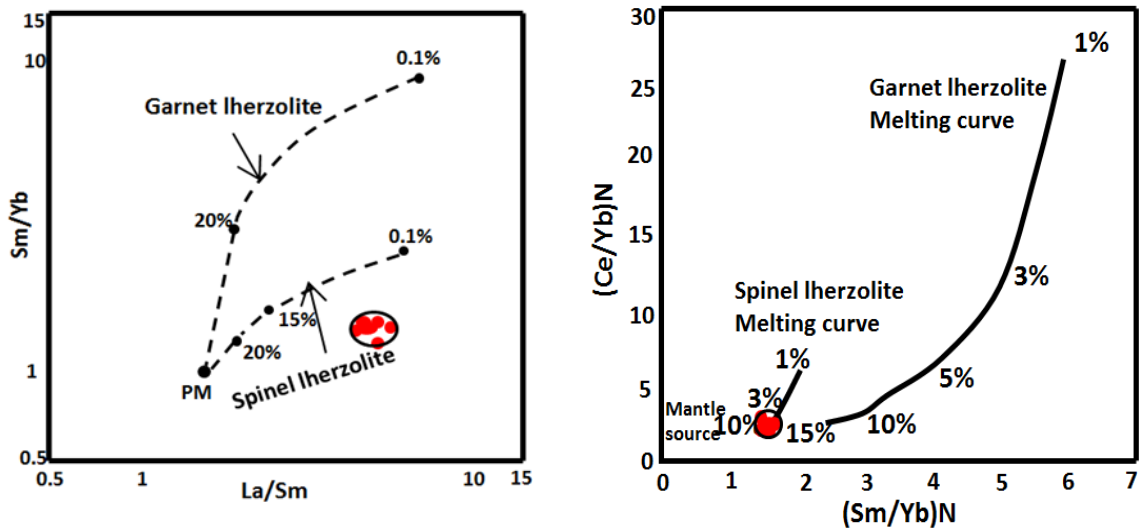 15
10
1
0.5
Sm/Yb
0.1%
Garnet lherzolite
20%
0.1%
15%
20%
PM
Spinel lherzolite
0.5
1
10
15
La/Sm
30
25
20
15
10
5
0
(Ce/Yb)N
1%
Garnet lherzolite
Melting curve
3%
Spinel lherzolite
Melting curve
1%
5%
3%
Mantle
source
10%
15%
10%
0
1
2
3
4
5
6
7
(Sm/Yb)N